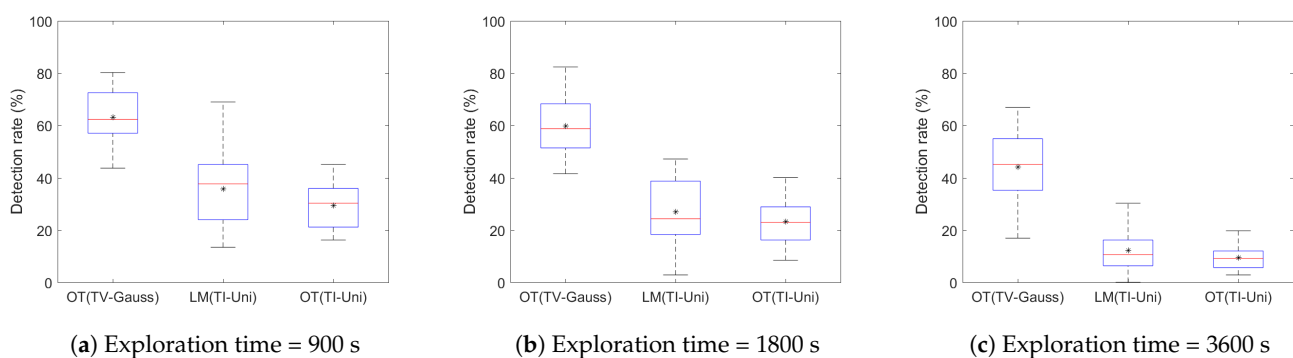 Detection rate (%)
100
80
60
40
20
0
OT(TV-Gauss) LM(TI-Uni) OT(TI-Uni)
(a) Exploration time = 900 s
Detection rate (%)
100
80
60
40
20
0
OT(TV-Gauss) LM(TI-Uni) OT(TI-Uni)
(b) Exploration time = 1800 s
Detection rate (%)
100
80
60
40
20
0
OT(TV-Gauss) LM(TI-Uni) OT(TI-Uni)
(c) Exploration time = 3600 s